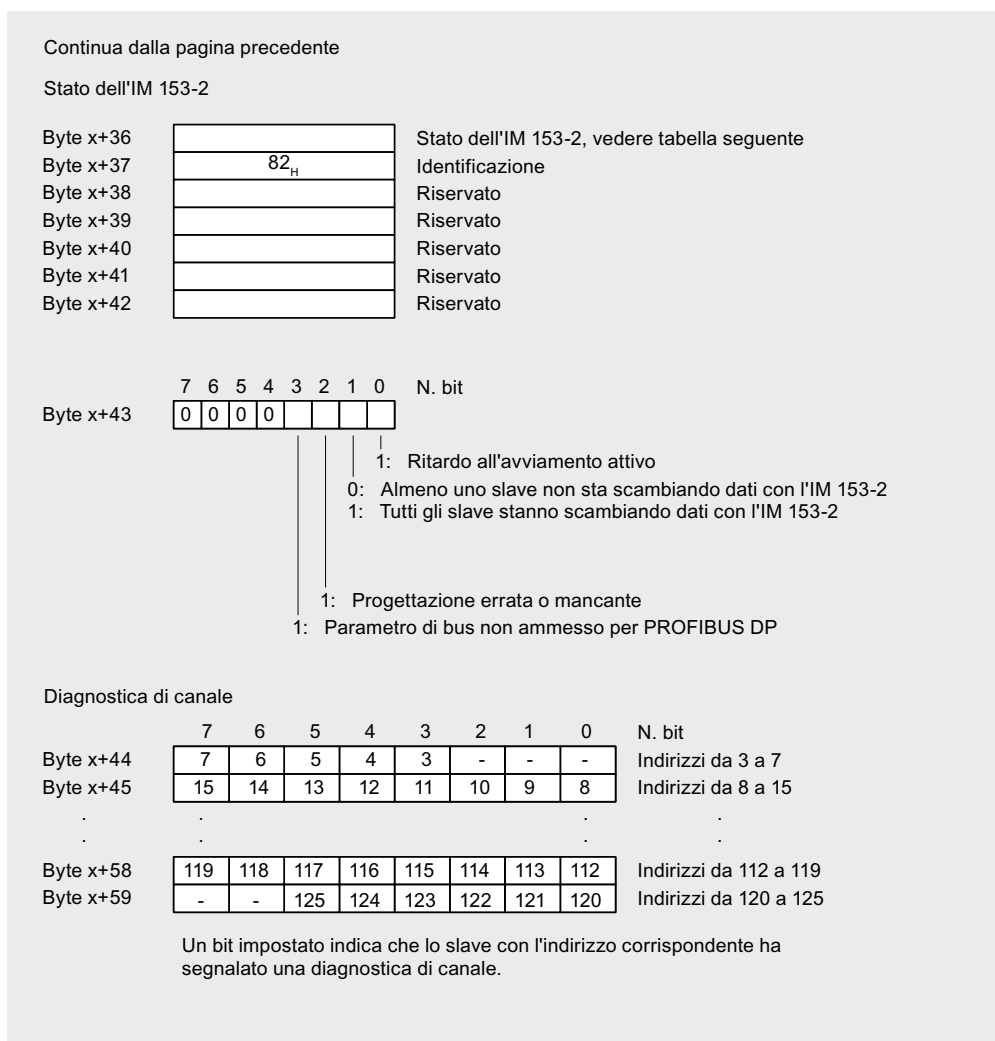 Continua dalla pagina precedente
Stato dell'IM 153-2
Byte x+36 Stato dell'IM 153-2, vedere tabella seguente
Byte x+37 82H Identificazione
Byte x+38 Riservato
Byte x+39 Riservato
Byte x+40 Riservato
Byte x+41 Riservato
Byte x+42 Riservato
7 6 5 4 3 2 1 0 N. bit
Byte x+43 0 0 0 0
1: Ritardo all'avviamento attivo
0: Almeno uno slave non sta scambiando dati con l'IM 153-2
1: Tutti gli slave stanno scambiando dati con l'IM 153-2
1: Progettazione errata o mancante
1: Parametro di bus non ammesso per PROFIBUS DP
Diagnostica di canale
7 6 5 4 3 2 1 0 N. bit
Byte x+44 7 6 5 4 3 - - - Indirizzi da 3 a 7
Byte x+45 15 14 13 12 11 10 9 8 Indirizzi da 8 a 15
. . . .
. . . .
Byte x+58 119 118 117 116 115 114 113 112 Indirizzi da 112 a 119
Byte x+59 - - 125 124 123 122 121 120 Indirizzi da 120 a 125
Un bit impostato indica che lo slave con l'indirizzo corrispondente ha
segnalato una diagnostica di canale.